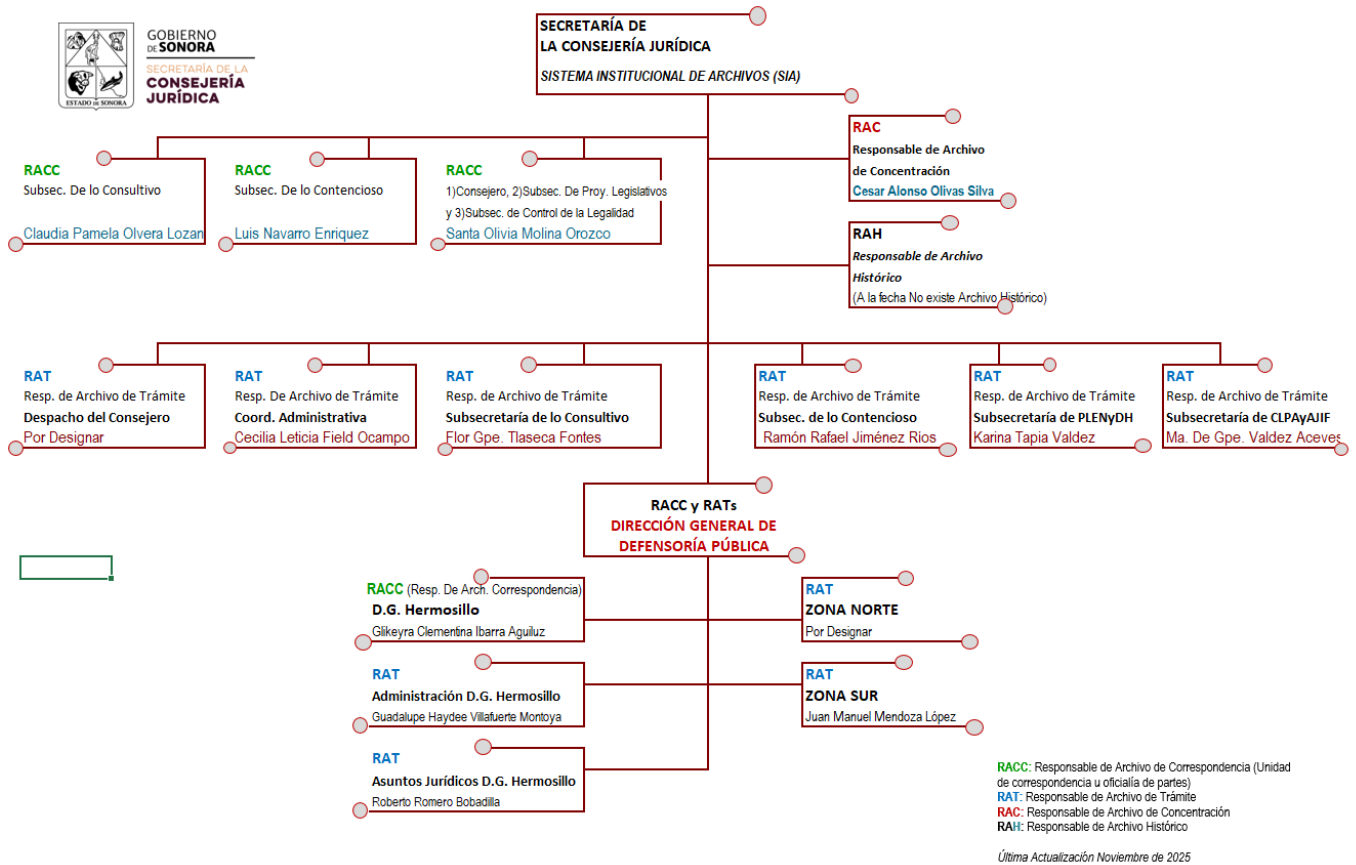 GOBIERNO
DE SONORA
SECRETARÍA DE LA
CONSEJERÍA
JURÍDICA
ESTADO DE SONORA
SECRETARÍA DE
LA CONSEJERÍA JURÍDICA
SISTEMA INSTITUCIONAL DE ARCHIVOS (SIA)
RAC
Responsable de Archivo
de Concentración
Cesar Alonso Olivas Silva
RACC
Subsec. De lo Consultivo
Claudia Pamela Olvera Lozan
RACC
Subsec. De lo Contencioso
Luis Navarro Enriquez
RACC
1)Consejero, 2)Subsec. De Proy. Legislativos
y 3)Subsec. de Control de la Legalidad
Santa Olivia Molina Orozco
RAH
Responsable de Archivo
Histórico
(A la fecha No existe Archivo Histórico)
RAT
Resp. de Archivo de Trámite
Despacho del Consejero
Por Designar
RAT
Resp. De Archivo de Trámite
Coord. Administrativa
Cecilia Leticia Field Ocampo
RAT
Resp. de Archivo de Trámite
Subsecretaría de lo Consultivo
Flor Gpe. Tlaseca Fontes
RAT
Resp. de Archivo de Trámite
Subsec. de lo Contencioso
Ramón Rafael Jiménez Rios
RAT
Resp. de Archivo de Trámite
Subsecretaría de PLENyDH
Karina Tapia Valdez
RAT
Resp. de Archivo de Trámite
Subsecretaría de CLPAyAJIF
Ma. De Gpe. Valdez Aceves
RACC y RATs
DIRECCIÓN GENERAL DE
DEFENSORÍA PÚBLICA
RACC (Resp. De Arch. Correspondencia)
D.G. Hermosillo
Glikeyra Clementina Ibarra Aguiluz
RAT
ZONA NORTE
Por Designar
RAT
Administración D.G. Hermosillo
Guadalupe Haydee Villafuerte Montoya
RAT
ZONA SUR
Juan Manuel Mendoza López
RAT
Asuntos Jurídicos D.G. Hermosillo
Roberto Romero Bobadilla
RACC: Responsable de Archivo de Correspondencia (Unidad
de correspondencia u oficialía de partes)
RAT: Responsable de Archivo de Trámite
RAC: Responsable de Archivo de Concentración
RAH: Responsable de Archivo Histórico
Última Actualización Noviembre de 2025